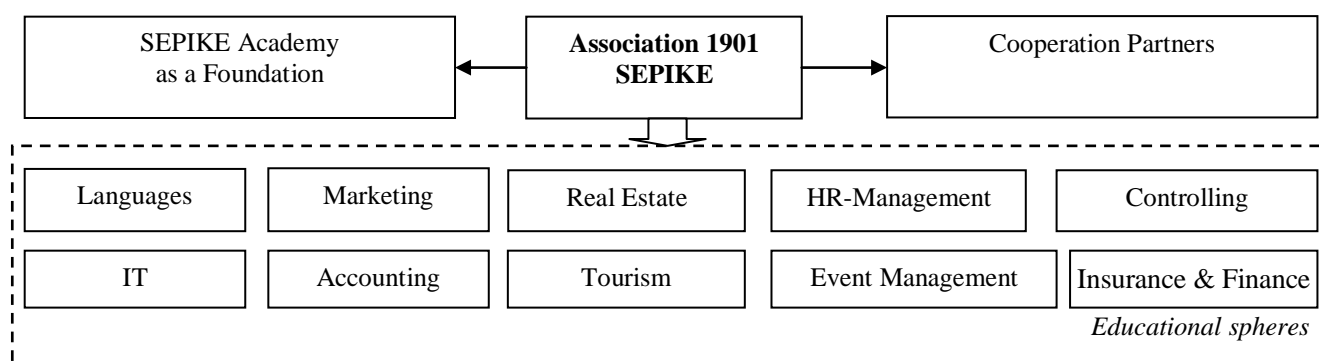 SEPIKE Academy
as a Foundation
Association 1901
SEPIKE
Cooperation Partners
Languages
Marketing
Real Estate
HR-Management
Controlling
IT
Accounting
Tourism
Event Management
Insurance & Finance
Educational spheres